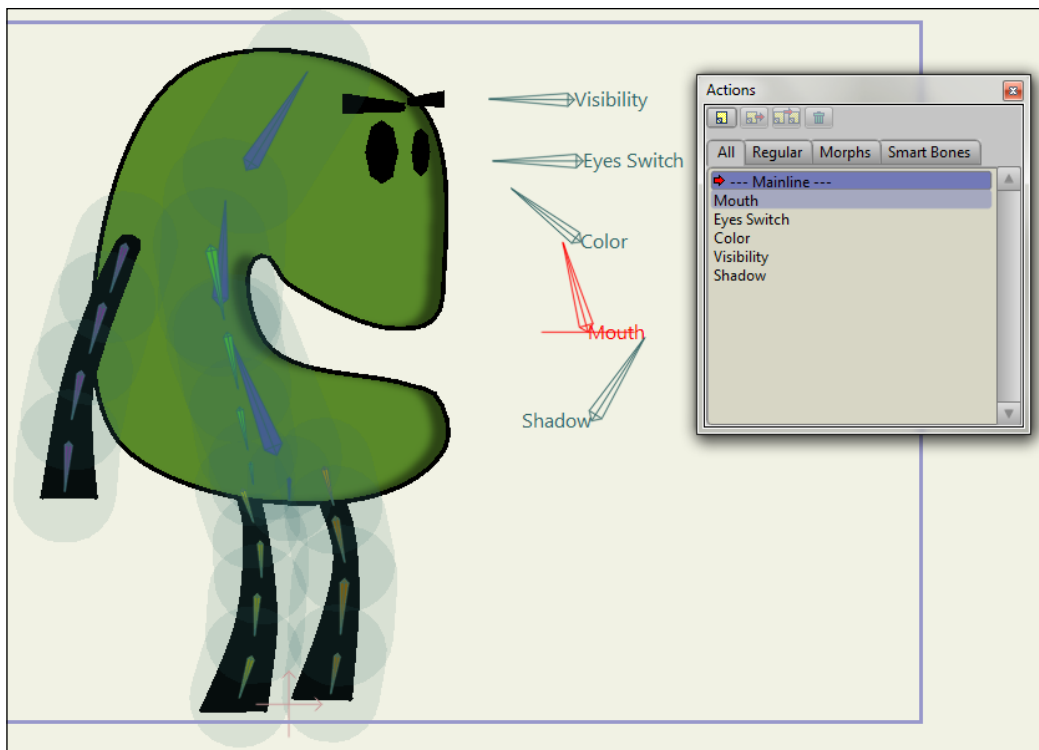 Visibility
Eyes Switch
Color
Mouth
Shadow
Actions
All Regular Morphs Smart Bones
--- Mainline ---
Mouth
Eyes Switch
Color
Visibility
Shadow